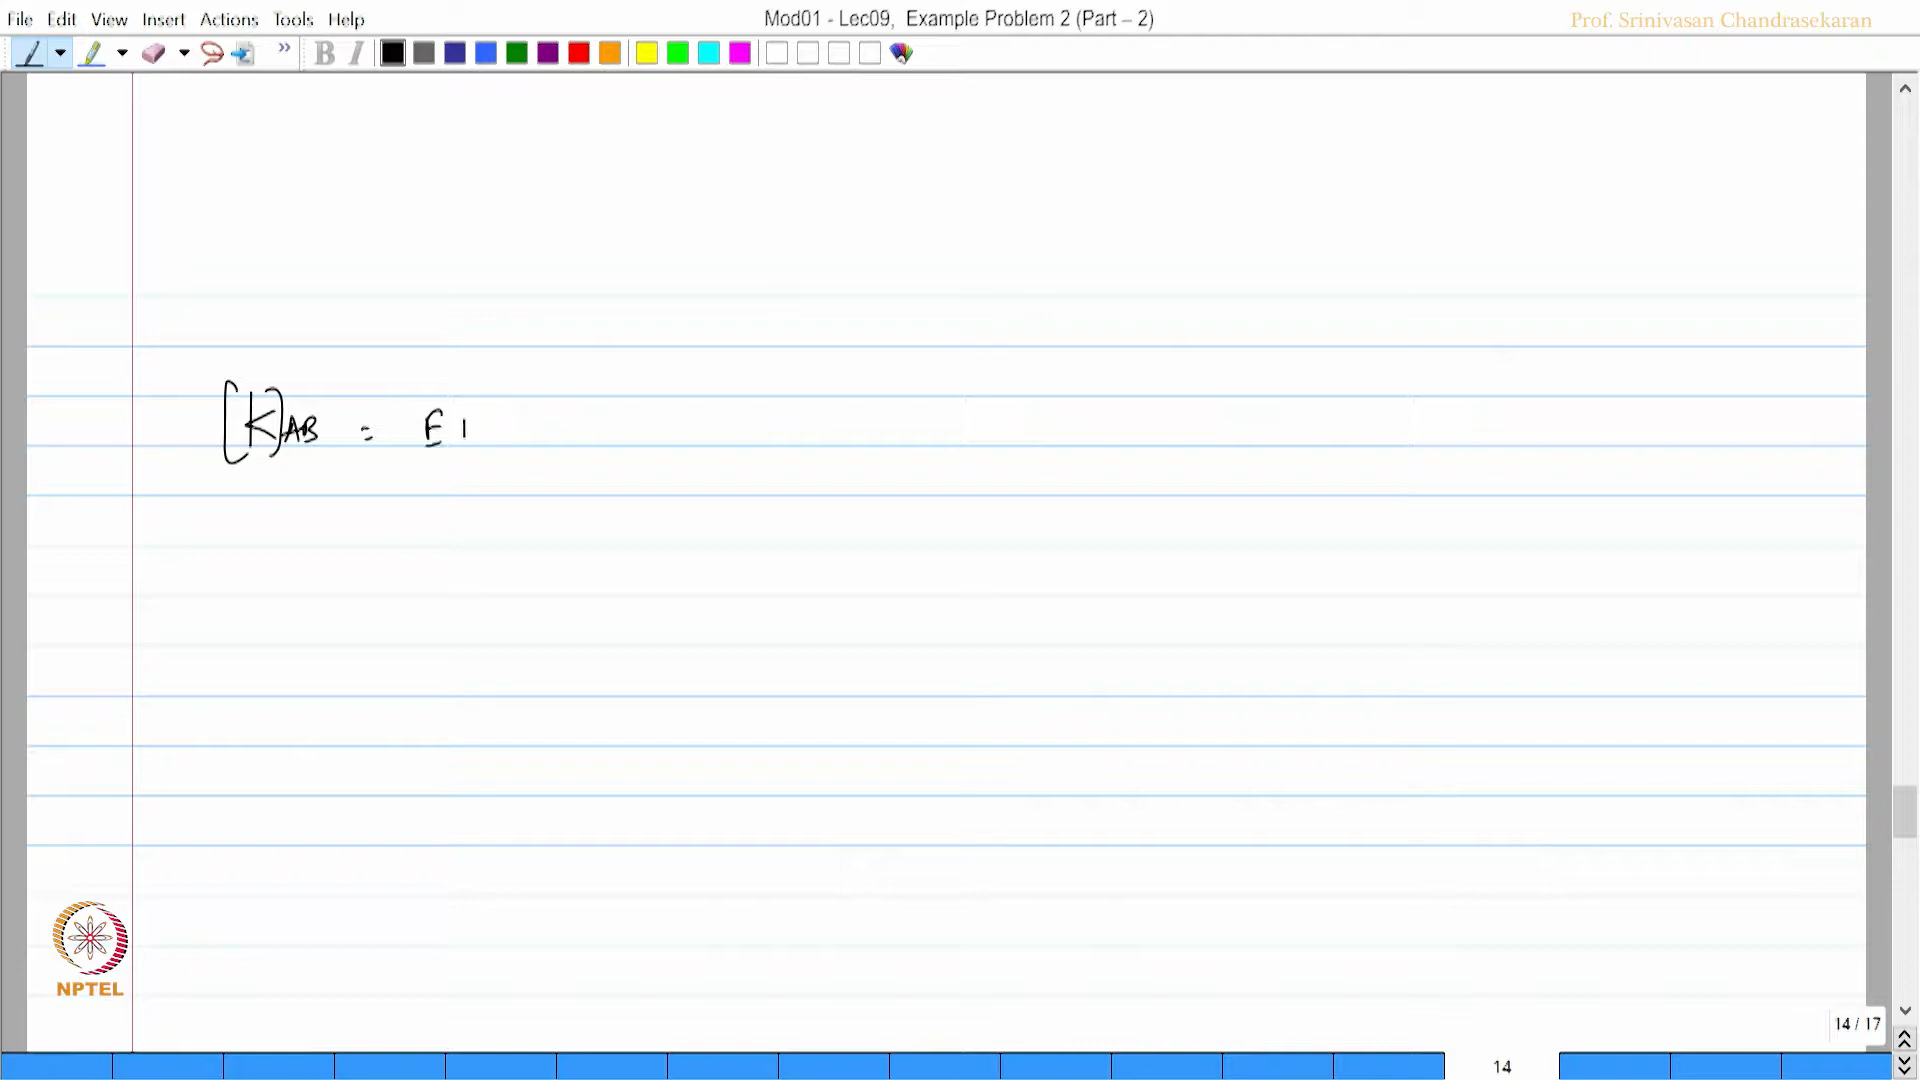 File Edit View Insert Actions Tools Help
Mod01 - Lec09, Example Problem 2 (Part – 2)
Prof. Srinivasan Chandrasekaran
B I
[K]AB = E I
NPTEL
14 / 17
14